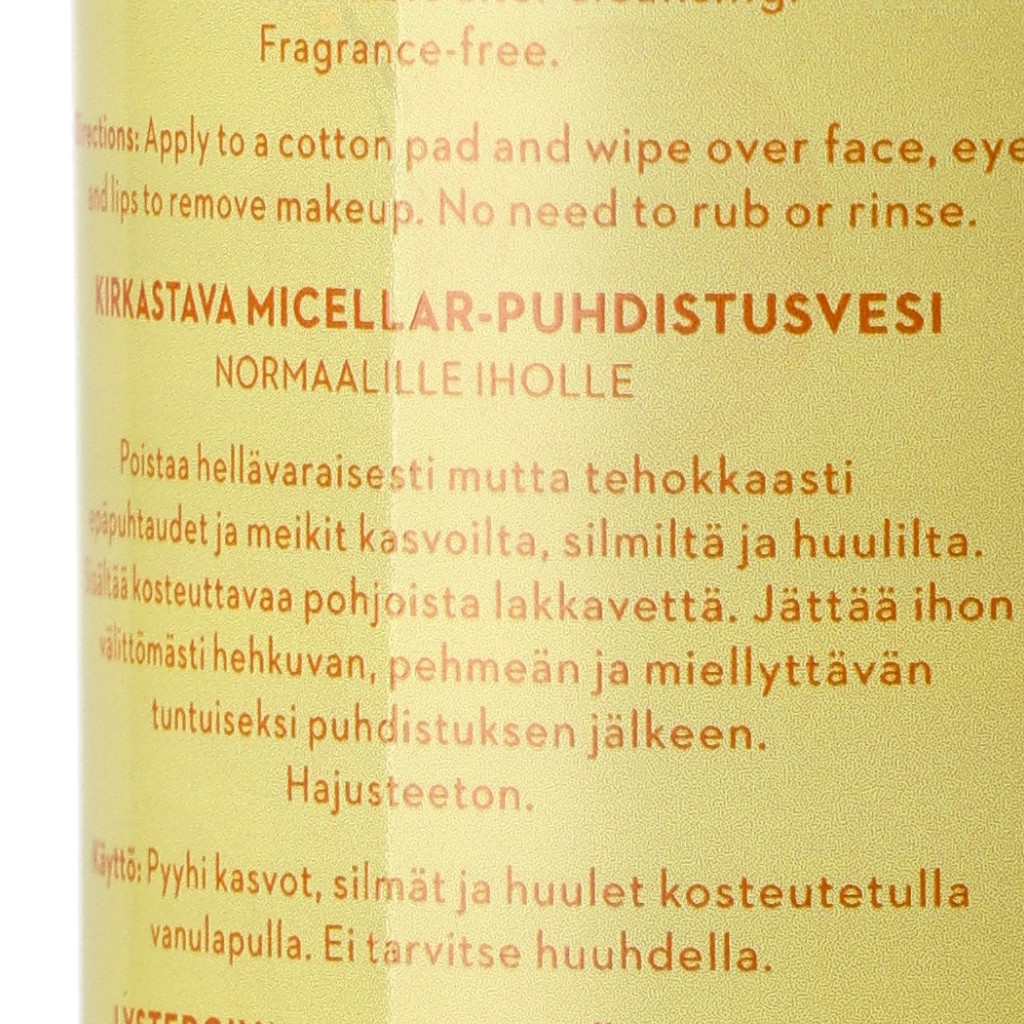 Fragrance-free.
Directions: Apply to a cotton pad and wipe over face, eye
and lips to remove makeup. No need to rub or rinse.
KIRKASTAVA MICELLAR-PUHDISTUSVESI
NORMAALILLE IHOLLE
Poistaa hellävaraisesti mutta tehokkaasti
epäpuhtaudet ja meikit kasvoilta, silmiltä ja huulilta.
Sisältää kosteuttavaa pohjoista lakkavettä. Jättää ihon
välittömästi hehkuvan, pehmeän ja miellyttävän
tuntuiseksi puhdistuksen jälkeen.
Hajusteeton.
Käyttö: Pyyhi kasvot, silmät ja huulet kosteutetulla
vanulapulla. Ei tarvitse huuhdella.